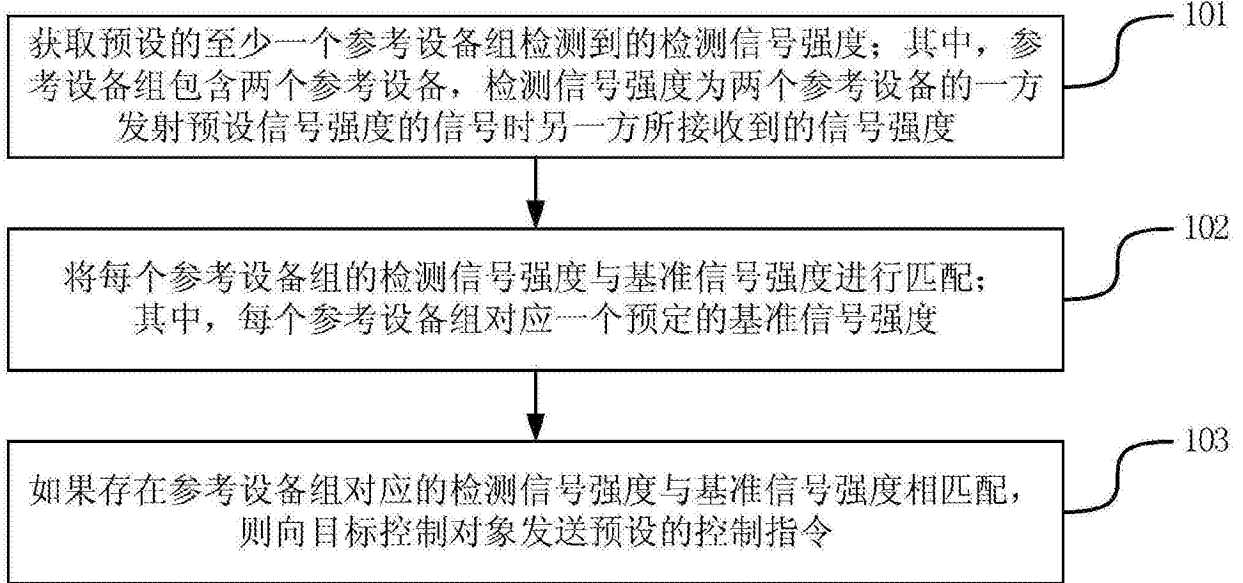 获取预设的至少一个参考设备组检测到的检测信号强度；其中，参
考设备组包含两个参考设备，检测信号强度为两个参考设备的一方
发射预设信号强度的信号时另一方所接收到的信号强度
101
将每个参考设备组的检测信号强度与基准信号强度进行匹配；
其中，每个参考设备组对应一个预定的基准信号强度
102
如果存在参考设备组对应的检测信号强度与基准信号强度相匹配，
则向目标控制对象发送预设的控制指令
103